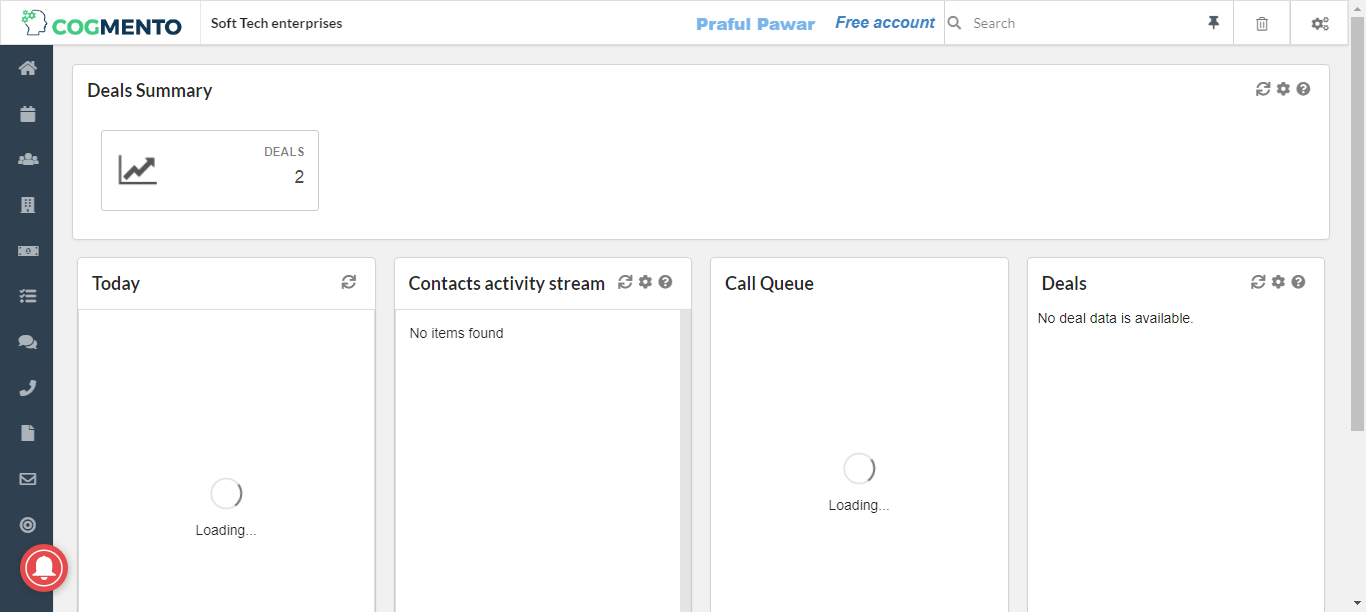 COGMENTO
Soft Tech enterprises
Praful Pawar
Free account
Search
Deals Summary
DEALS
2
Today
Contacts activity stream
Call Queue
Deals
No items found
No deal data is available.
Loading...
Loading...